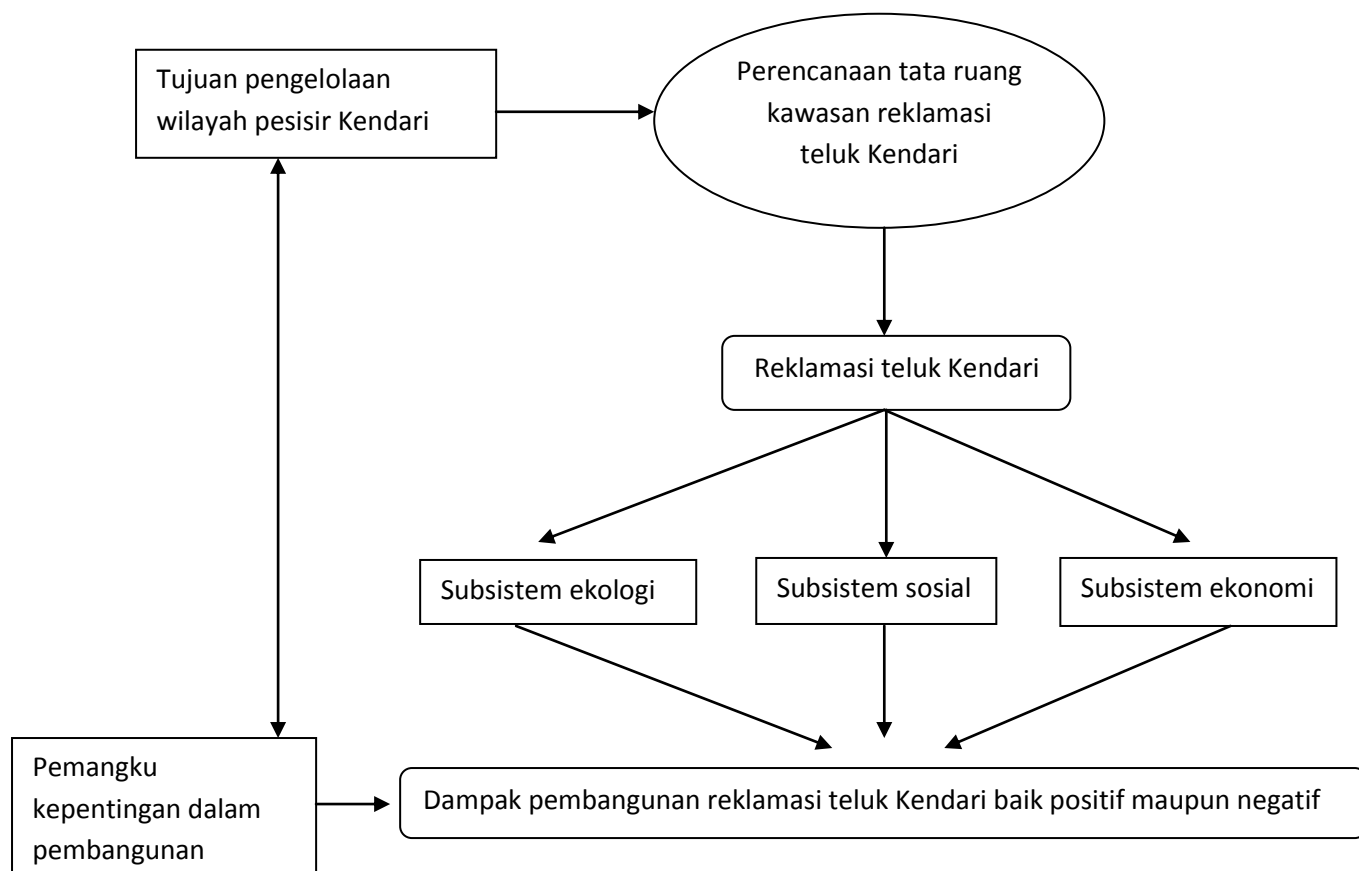 Tujuan pengelolaan
wilayah pesisir Kendari
Perencanaan tata ruang
kawasan reklamasi
teluk Kendari
Reklamasi teluk Kendari
Subsistem ekologi
Subsistem sosial
Subsistem ekonomi
Pemangku
kepentingan dalam
pembangunan
Dampak pembangunan reklamasi teluk Kendari baik positif maupun negatif